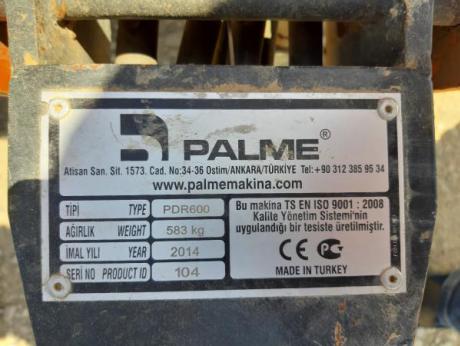 PALME®
Atisan San. Sit. 1573. Cad. No:34-36 Ostim/ANKARA/TÜRKİYE Tel:+90 312 385 95 34
www.palmemakina.com
TİPİ TYPE PDR600
AĞIRLIK WEIGHT 583 kg
İMAL YILI YEAR 2014
SERİ NO PRODUCT ID 104
Bu makina TS EN ISO 9001 : 2008
Kalite Yönetim Sistemi'nin
uygulandığı bir tesiste üretilmiştir.
CE PG
MADE IN TURKEY